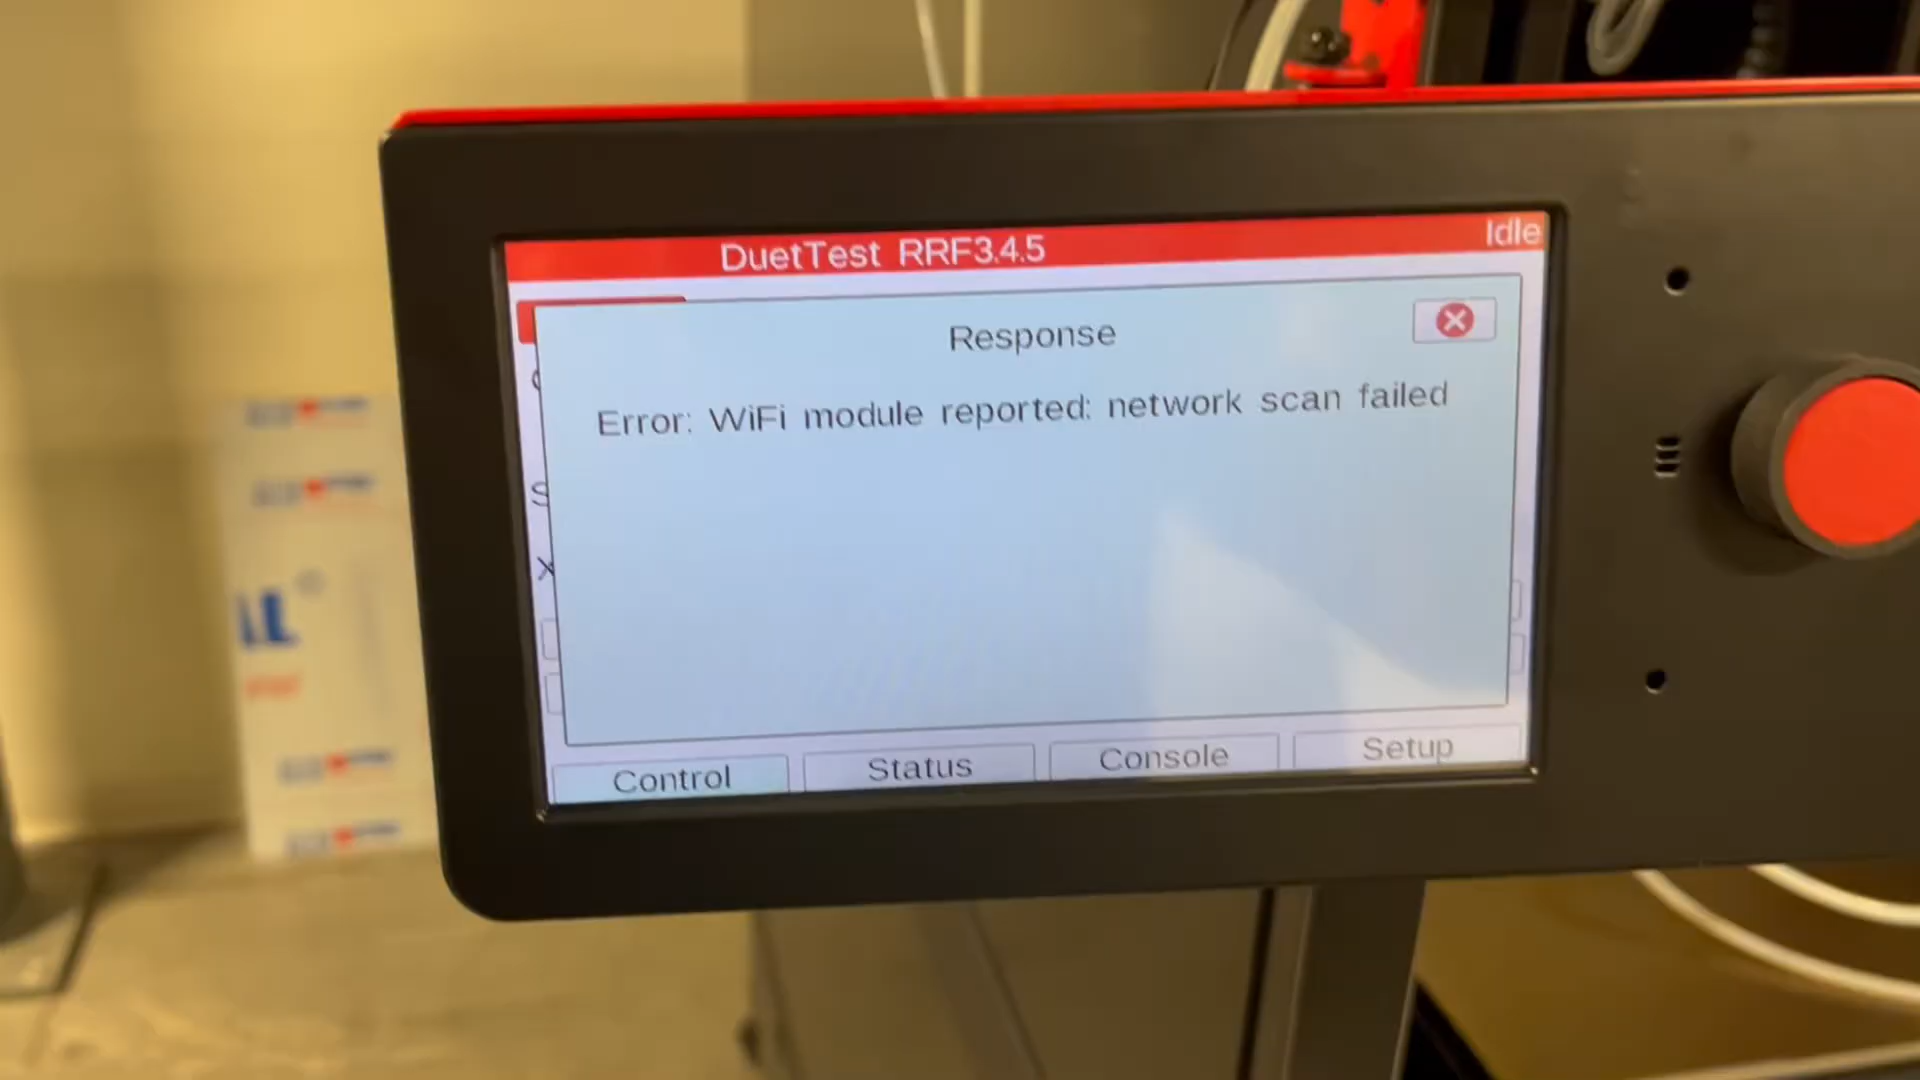 DuetTest RRF3.4.5
Idle
Response
Error: WiFi module reported: network scan failed
S
X
Control
Status
Console
Setup